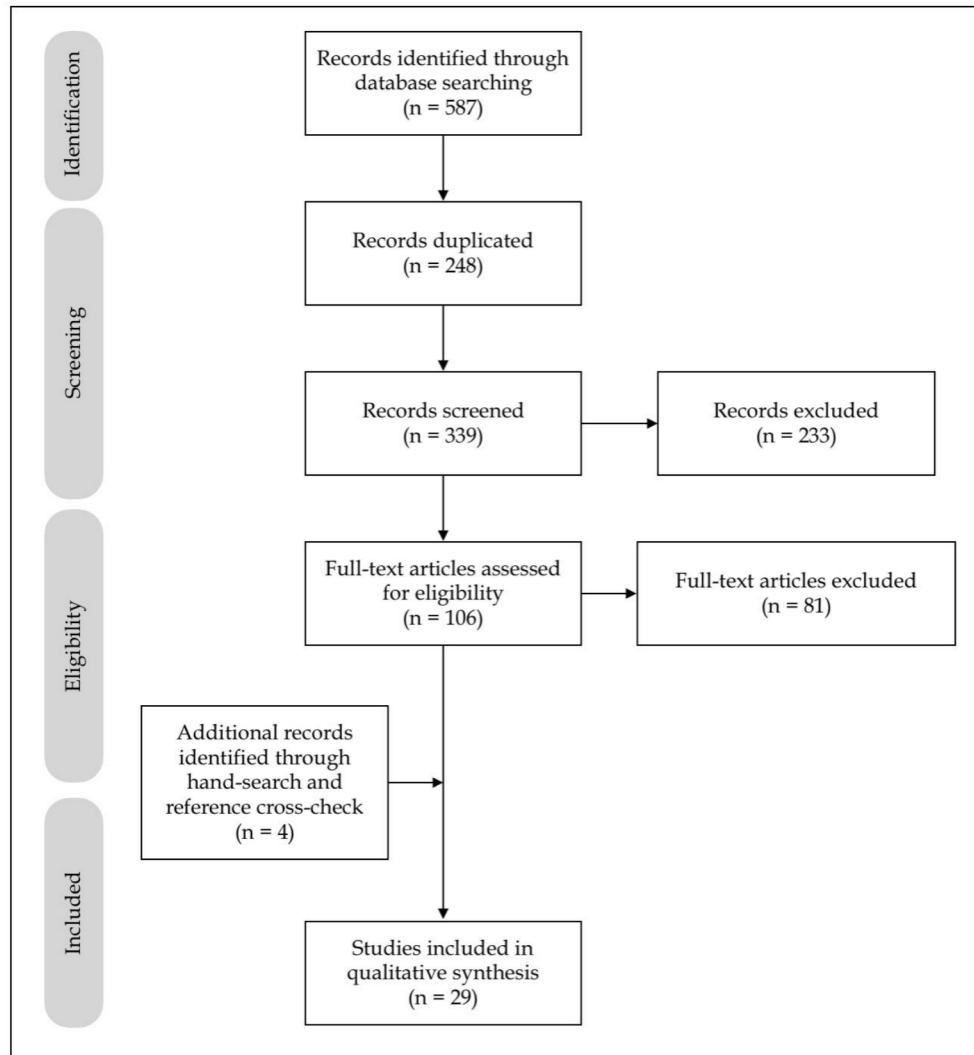 Identification
Records identified through
database searching
(n = 587)
Screening
Records duplicated
(n = 248)
Records screened
(n = 339)
Records excluded
(n = 233)
Eligibility
Full-text articles assessed
for eligibility
(n = 106)
Full-text articles excluded
(n = 81)
Additional records
identified through
hand-search and
reference cross-check
(n = 4)
Included
Studies included in
qualitative synthesis
(n = 29)